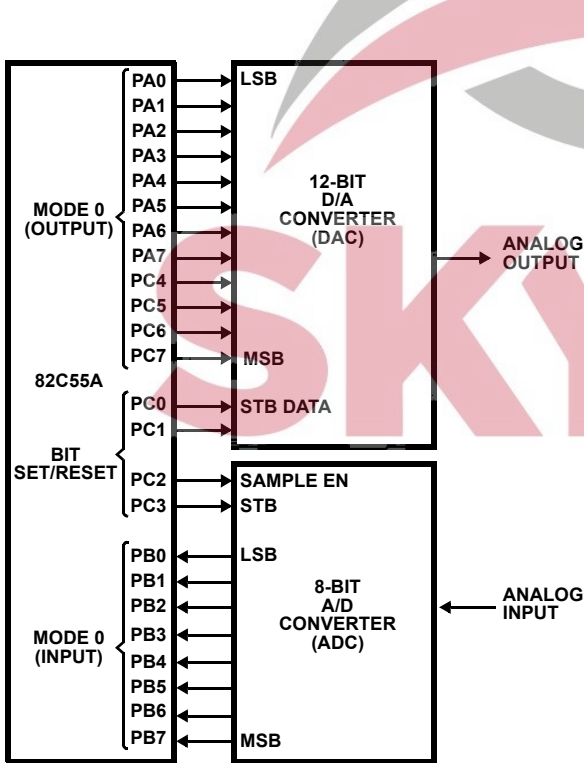 PA0
PA1
PA2
PA3
PA4
PA5
PA6
PA7
PC4
PC5
PC6
PC7
MODE 0
(OUTPUT)
82C55A
PC0
PC1
PC2
PC3
BIT
SET/RESET
PB0
PB1
PB2
PB3
PB4
PB5
PB6
PB7
MODE 0
(INPUT)
LSB
12-BIT
D/A
CONVERTER
(DAC)
MSB
STB DATA
ANALOG
OUTPUT
SAMPLE EN
STB
LSB
8-BIT
A/D
CONVERTER
(ADC)
MSB
ANALOG
INPUT
SKY